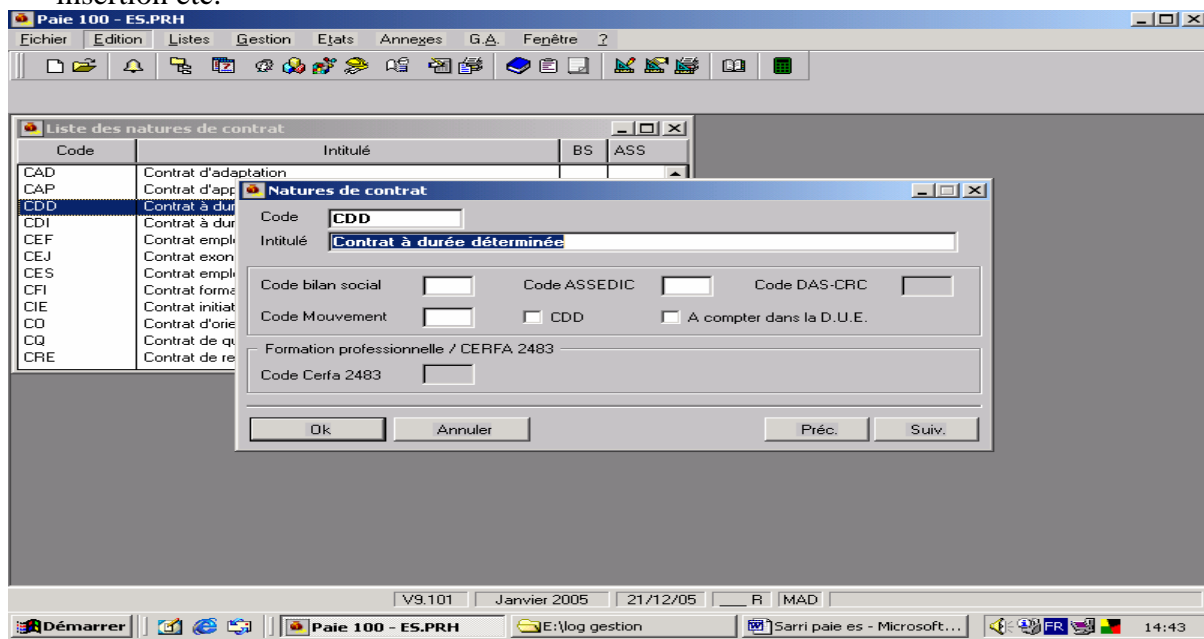 insertion etc.
Paie 100 - ES.PRH
Fichier Edition Listes Gestion Etats Annexes G.A. Fenêtre ?
Liste des natures de contrat
Code Intitulé BS ASS
CAD Contrat d'adaptation
CAP Contrat d'app
CDD Contrat à dur
CDI Contrat à dur
CEF Contrat emplo
CEJ Contrat exon
CES Contrat emplo
CFI Contrat forma
CIE Contrat initiat
CO Contrat d'orie
CQ Contrat de qu
CRE Contrat de re
Natures de contrat
Code CDD
Intitulé Contrat à durée déterminée
Code bilan social Code ASSEDIC Code DAS-CRC
Code Mouvement CDD A compter dans la D.U.E.
Formation professionnelle / CERFA 2483
Code Cerfa 2483
Ok Annuler Préc. Suiv.
V9.101 Janvier 2005 21/12/05 __ R MAD
Démarrer Paie 100 - ES.PRH E:\log gestion Sarri paie es - Microsoft... FR 14:43